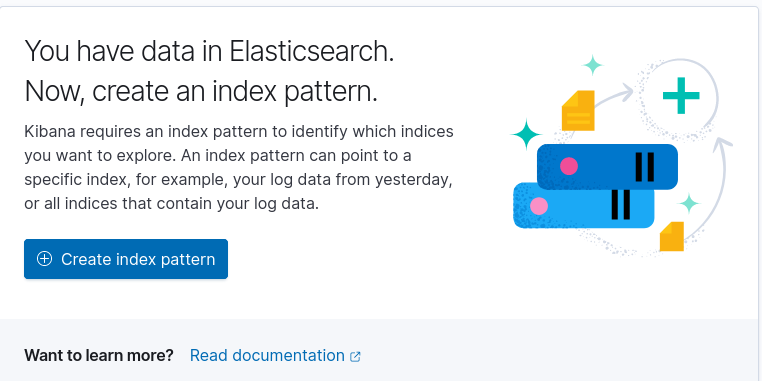 You have data in Elasticsearch.
Now, create an index pattern.
Kibana requires an index pattern to identify which indices
you want to explore. An index pattern can point to a
specific index, for example, your log data from yesterday,
or all indices that contain your log data.
Create index pattern
Want to learn more? Read documentation